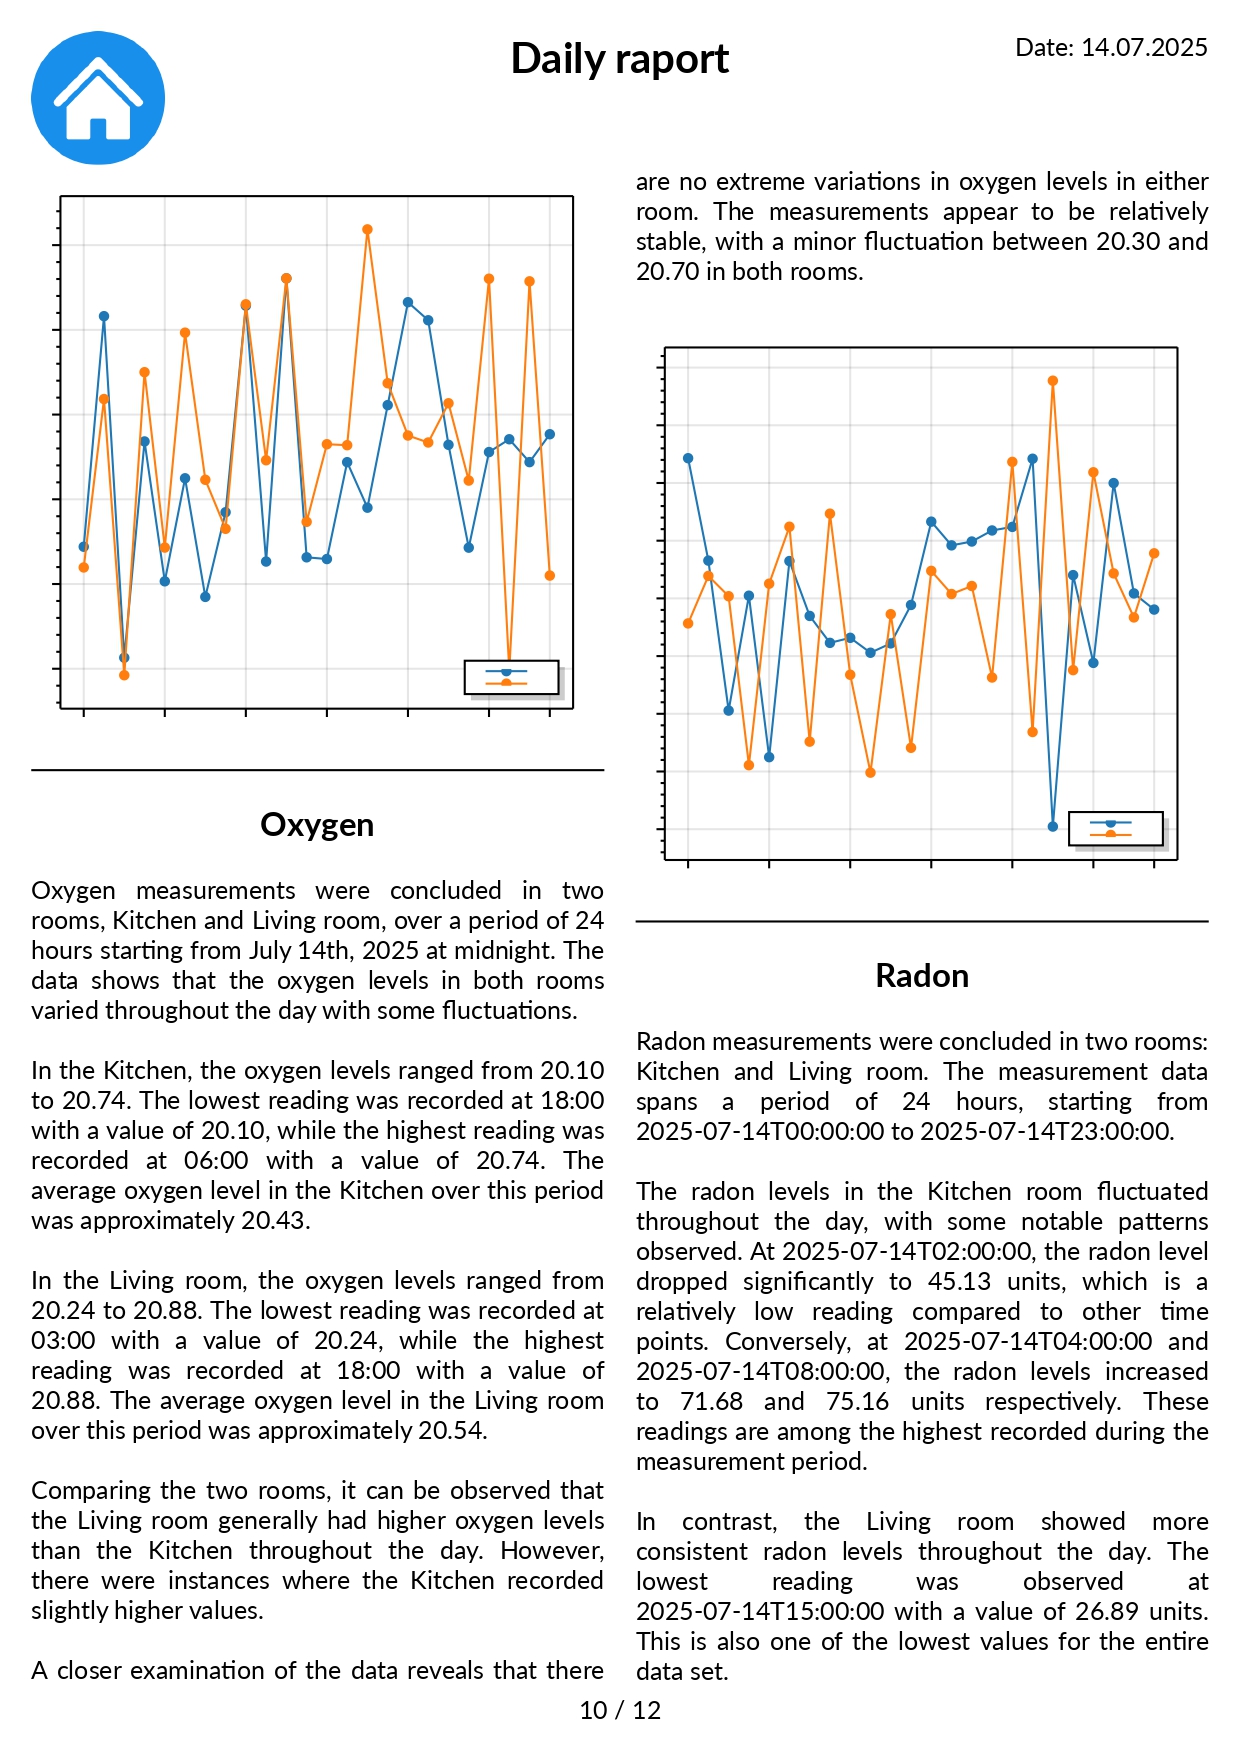 Daily raport
Date: 14.07.2025
Oxygen
Oxygen measurements were concluded in two
rooms, Kitchen and Living room, over a period of 24
hours starting from July 14th, 2025 at midnight. The
data shows that the oxygen levels in both rooms
varied throughout the day with some fluctuations.
In the Kitchen, the oxygen levels ranged from 20.10
to 20.74. The lowest reading was recorded at 18:00
with a value of 20.10, while the highest reading was
recorded at 06:00 with a value of 20.74. The
average oxygen level in the Kitchen over this period
was approximately 20.43.
In the Living room, the oxygen levels ranged from
20.24 to 20.88. The lowest reading was recorded at
03:00 with a value of 20.24, while the highest
reading was recorded at 18:00 with a value of
20.88. The average oxygen level in the Living room
over this period was approximately 20.54.
Comparing the two rooms, it can be observed that
the Living room generally had higher oxygen levels
than the Kitchen throughout the day. However,
there were instances where the Kitchen recorded
slightly higher values.
A closer examination of the data reveals that there
are no extreme variations in oxygen levels in either
room. The measurements appear to be relatively
stable, with a minor fluctuation between 20.30 and
20.70 in both rooms.
Radon
Radon measurements were concluded in two rooms:
Kitchen and Living room. The measurement data
spans a period of 24 hours, starting from
2025-07-14T00:00:00 to 2025-07-14T23:00:00.
The radon levels in the Kitchen room fluctuated
throughout the day, with some notable patterns
observed. At 2025-07-14T02:00:00, the radon level
dropped significantly to 45.13 units, which is a
relatively low reading compared to other time
points. Conversely, at 2025-07-14T04:00:00 and
2025-07-14T08:00:00, the radon levels increased
to 71.68 and 75.16 units respectively. These
readings are among the highest recorded during the
measurement period.
In contrast, the Living room showed more
consistent radon levels throughout the day. The
lowest reading was observed at
2025-07-14T15:00:00 with a value of 26.89 units.
This is also one of the lowest values for the entire
data set.
10 / 12